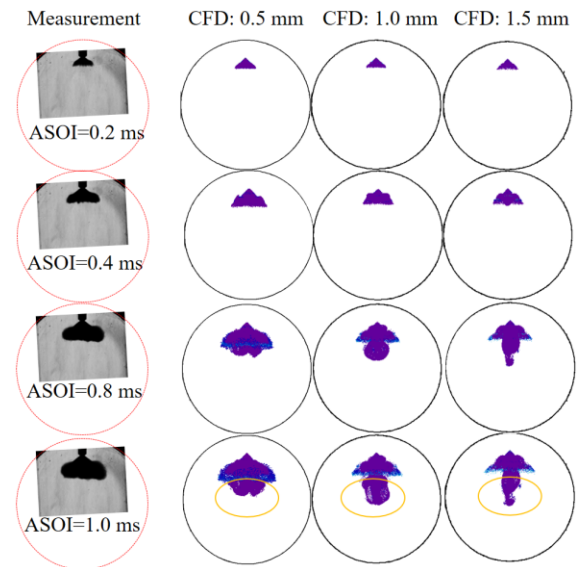 Measurement CFD: 0.5 mm CFD: 1.0 mm CFD: 1.5 mm
ASOI=0.2 ms
ASOI=0.4 ms
ASOI=0.8 ms
ASOI=1.0 ms